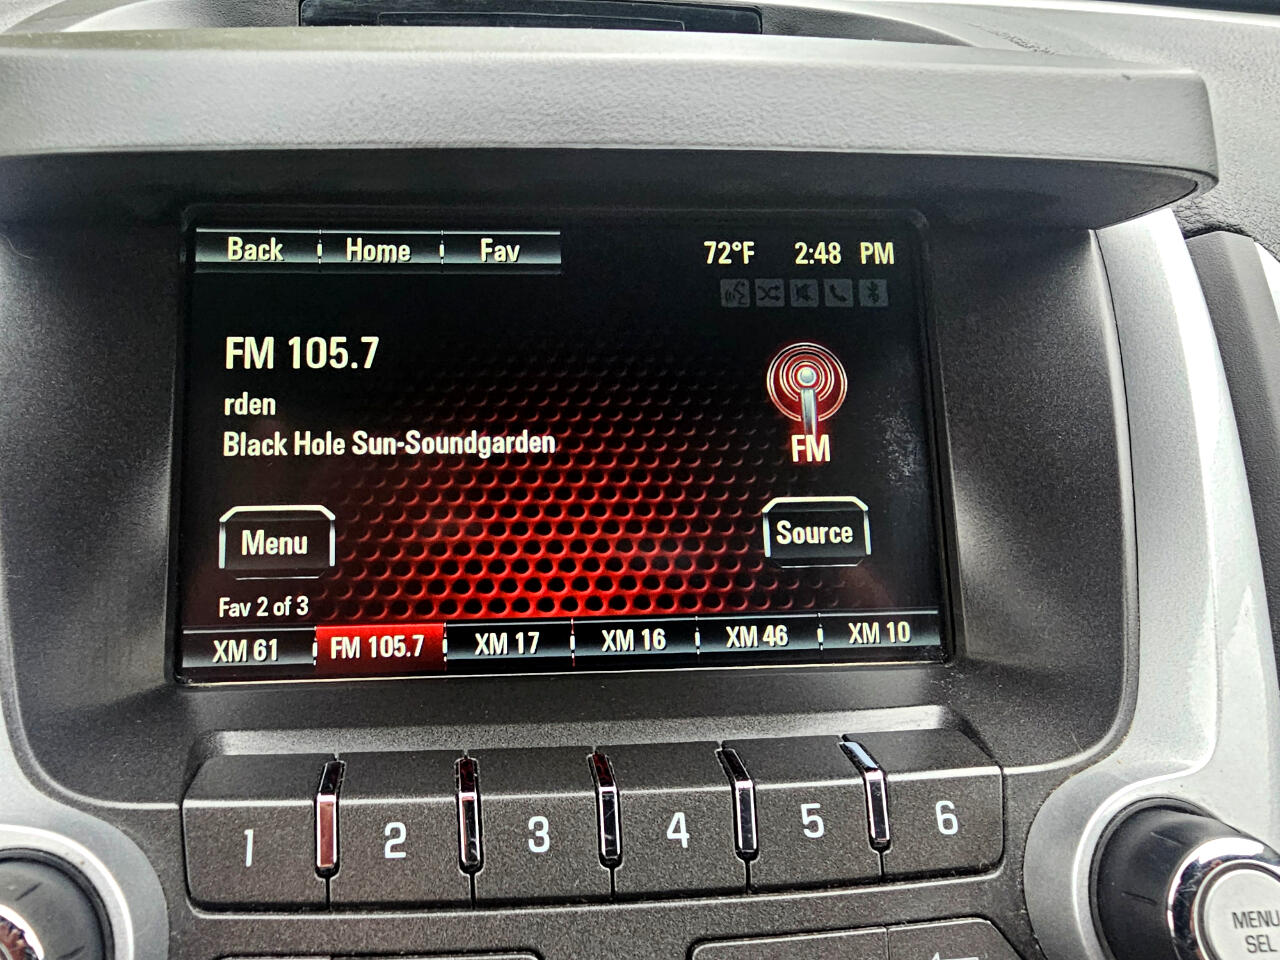 Back Home Fav 72°F 2:48 PM
FM 105.7
rden
Black Hole Sun-Soundgarden
FM
Menu Source
Fav 2 of 3
XM 61 FM 105.7 XM 17 XM 16 XM 46 XM 10
1 2 3 4 5 6
MENU
SEL